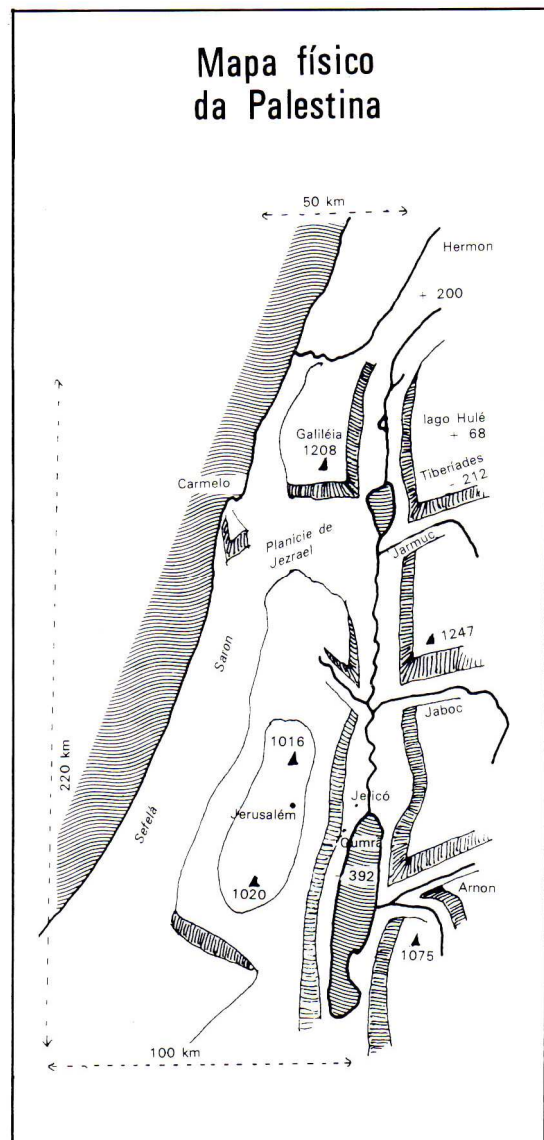 Mapa físico
da Palestina
50 km
Hermon
+ 200
lago Hulé
+ 68
Galiléia
1208
Tiberíades
- 212
Carmelo
Planície de
Jezrael
Jarmuc
Saron
1247
Jaboc
220 km
1016
Jericó
Sefelá
Jerusalém
Qumrã
- 392
1020
Arnon
1075
100 km